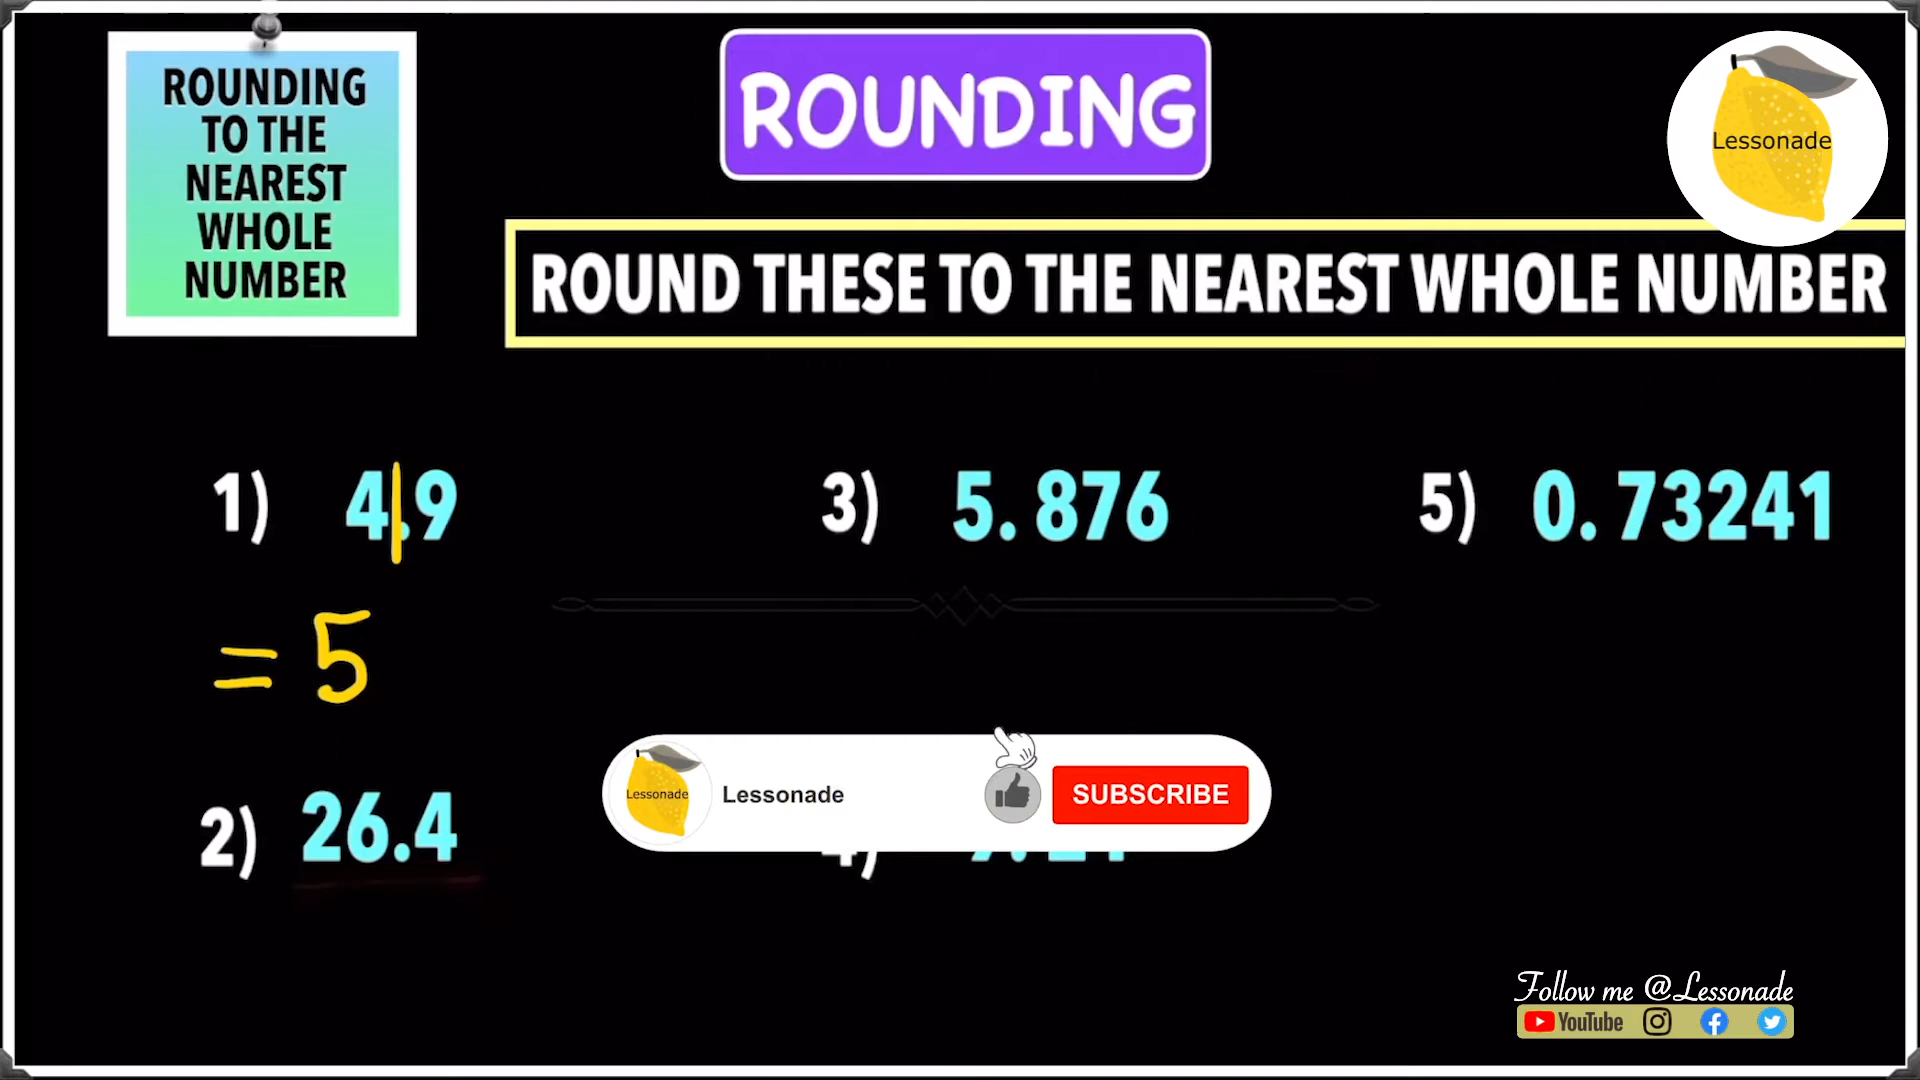 ROUNDING
TO THE
NEAREST
WHOLE
NUMBER
ROUNDING
Lessonade
ROUND THESE TO THE NEAREST WHOLE NUMBER
1) 4.9
= 5
2) 26.4
3) 5.876
5) 0.73241
Lessonade
Lessonade
SUBSCRIBE
Follow me @Lessonade
YouTube